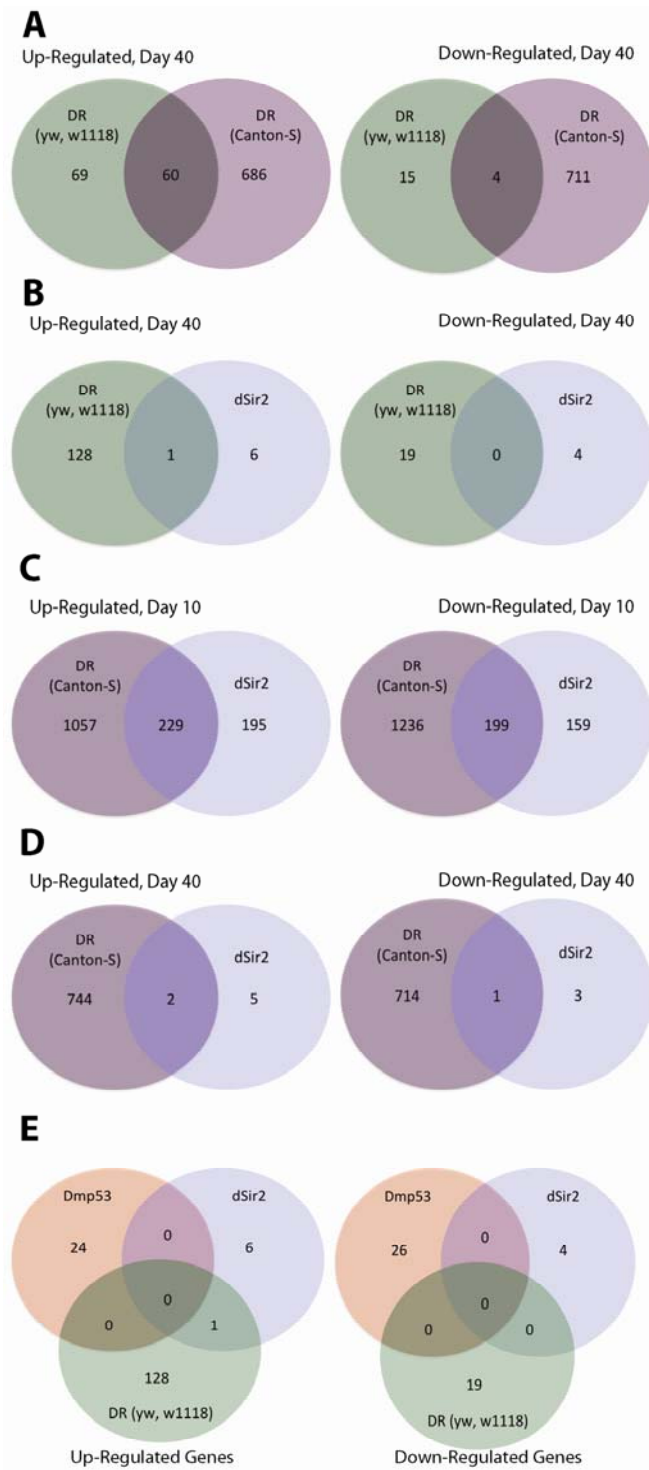 A
Up-Regulated, Day 40
Down-Regulated, Day 40
DR
(yw, w1118)
DR
(Canton-S)
69
60
686
DR
(yw, w1118)
DR
(Canton-S)
15
4
711
B
Up-Regulated, Day 40
Down-Regulated, Day 40
DR
(yw, w1118)
dSir2
128
1
6
DR
(yw, w1118)
dSir2
19
0
4
C
Up-Regulated, Day 10
Down-Regulated, Day 10
DR
(Canton-S)
dSir2
1057
229
195
DR
(Canton-S)
dSir2
1236
199
159
D
Up-Regulated, Day 40
Down-Regulated, Day 40
DR
(Canton-S)
dSir2
744
2
5
DR
(Canton-S)
dSir2
714
1
3
E
Dmp53
dSir2
24
0
6
0
0
1
128
DR (yw, w1118)
Up-Regulated Genes
Dmp53
dSir2
26
0
4
0
0
0
19
DR (yw, w1118)
Down-Regulated Genes